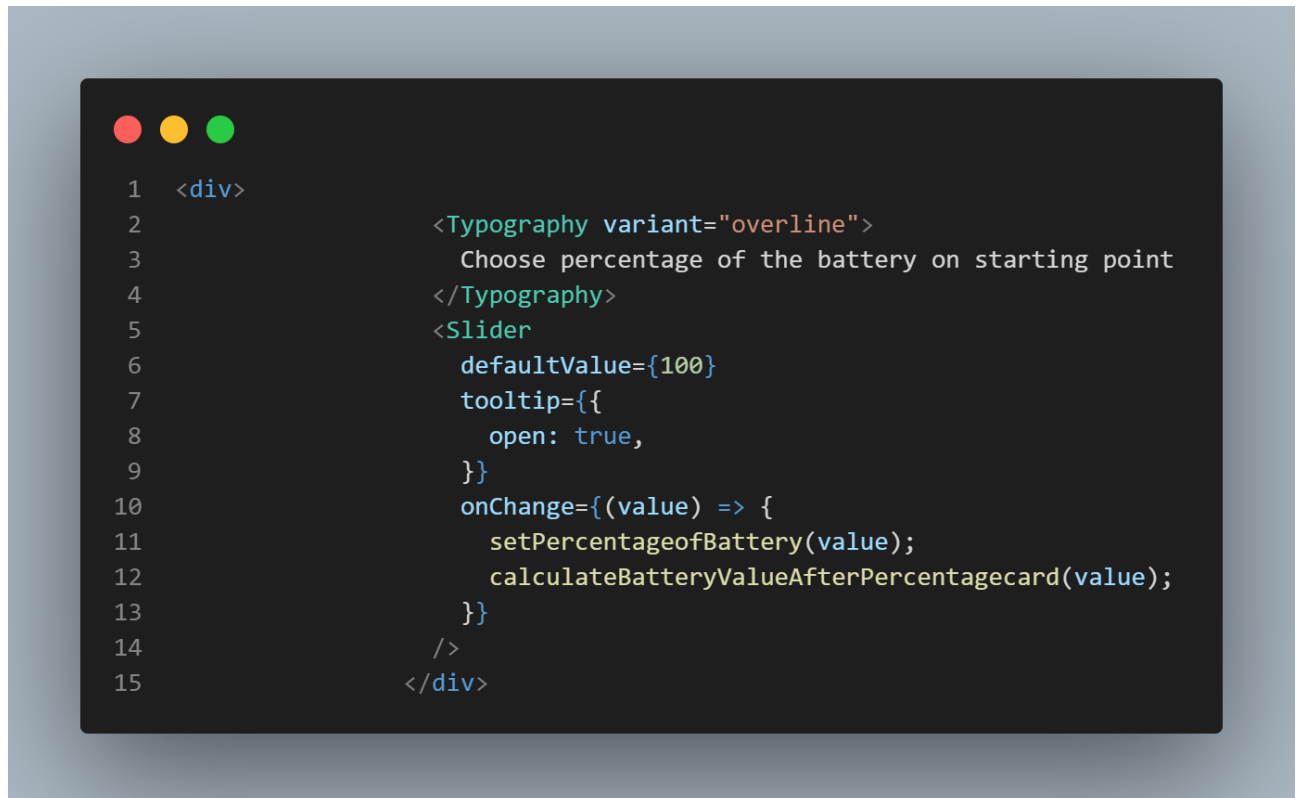 1 <div>
2 <Typography variant="overline">
3 Choose percentage of the battery on starting point
4 </Typography>
5 <Slider
6 defaultValue={100}
7 tooltip={{
8 open: true,
9 }}
10 onChange={(value) => {
11 setPercentageofBattery(value);
12 calculateBatteryValueAfterPercentagecard(value);
13 }}
14 />
15 </div>